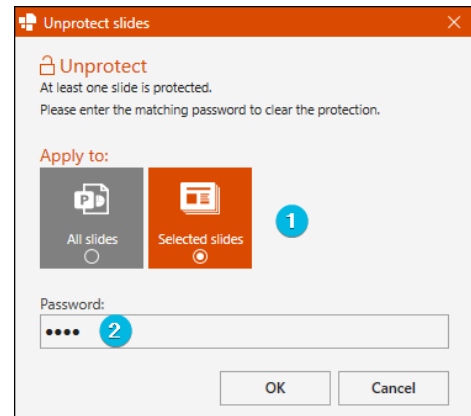 Unprotect slides
Unprotect
At least one slide is protected.
Please enter the matching password to clear the protection.
Apply to:
All slides
Selected slides
1
Password:
•••• 2
OK
Cancel